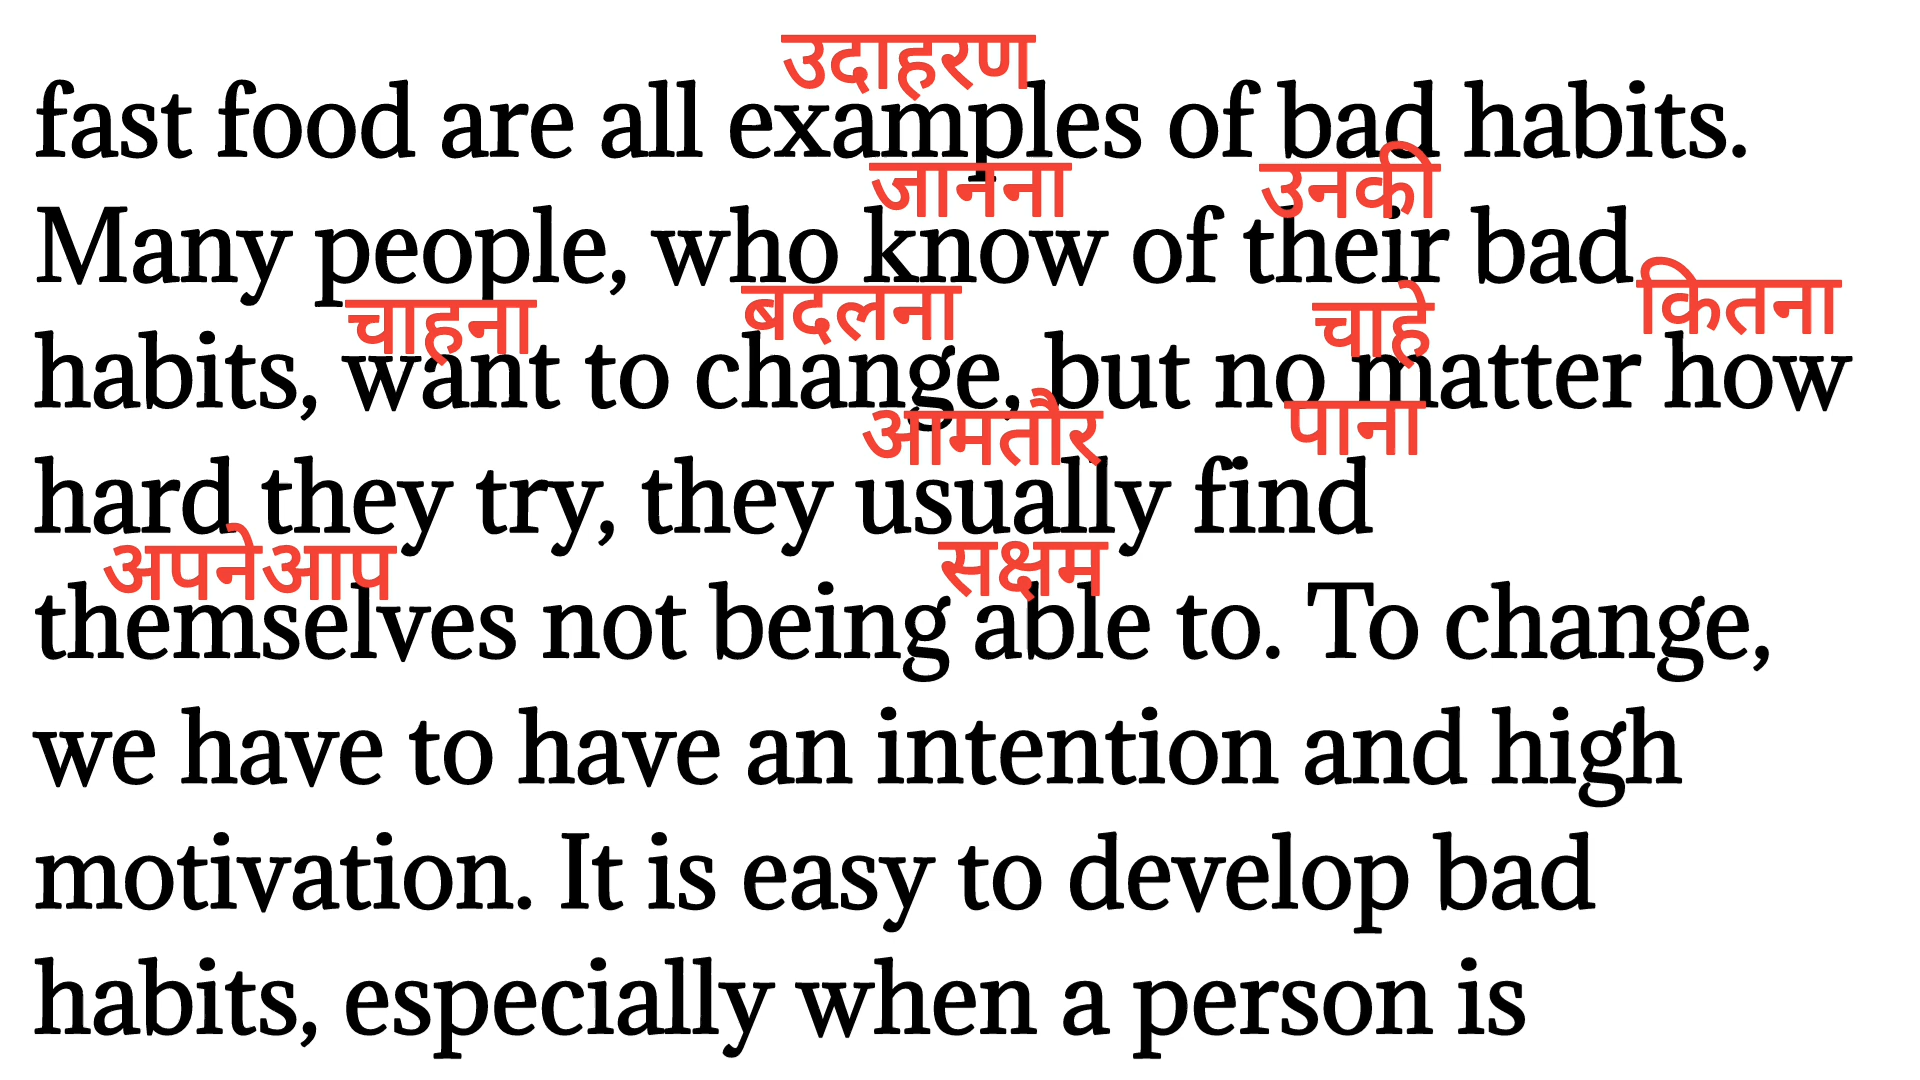 उदाहरण
fast food are all examples of bad habits.
जानना उनकी
Many people, who know of their bad
चाहना बदलना चाहे कितना
habits, want to change, but no matter how
आमतौर पाना
hard they try, they usually find
अपनेआप सक्षम
themselves not being able to. To change,
we have to have an intention and high
motivation. It is easy to develop bad
habits, especially when a person is